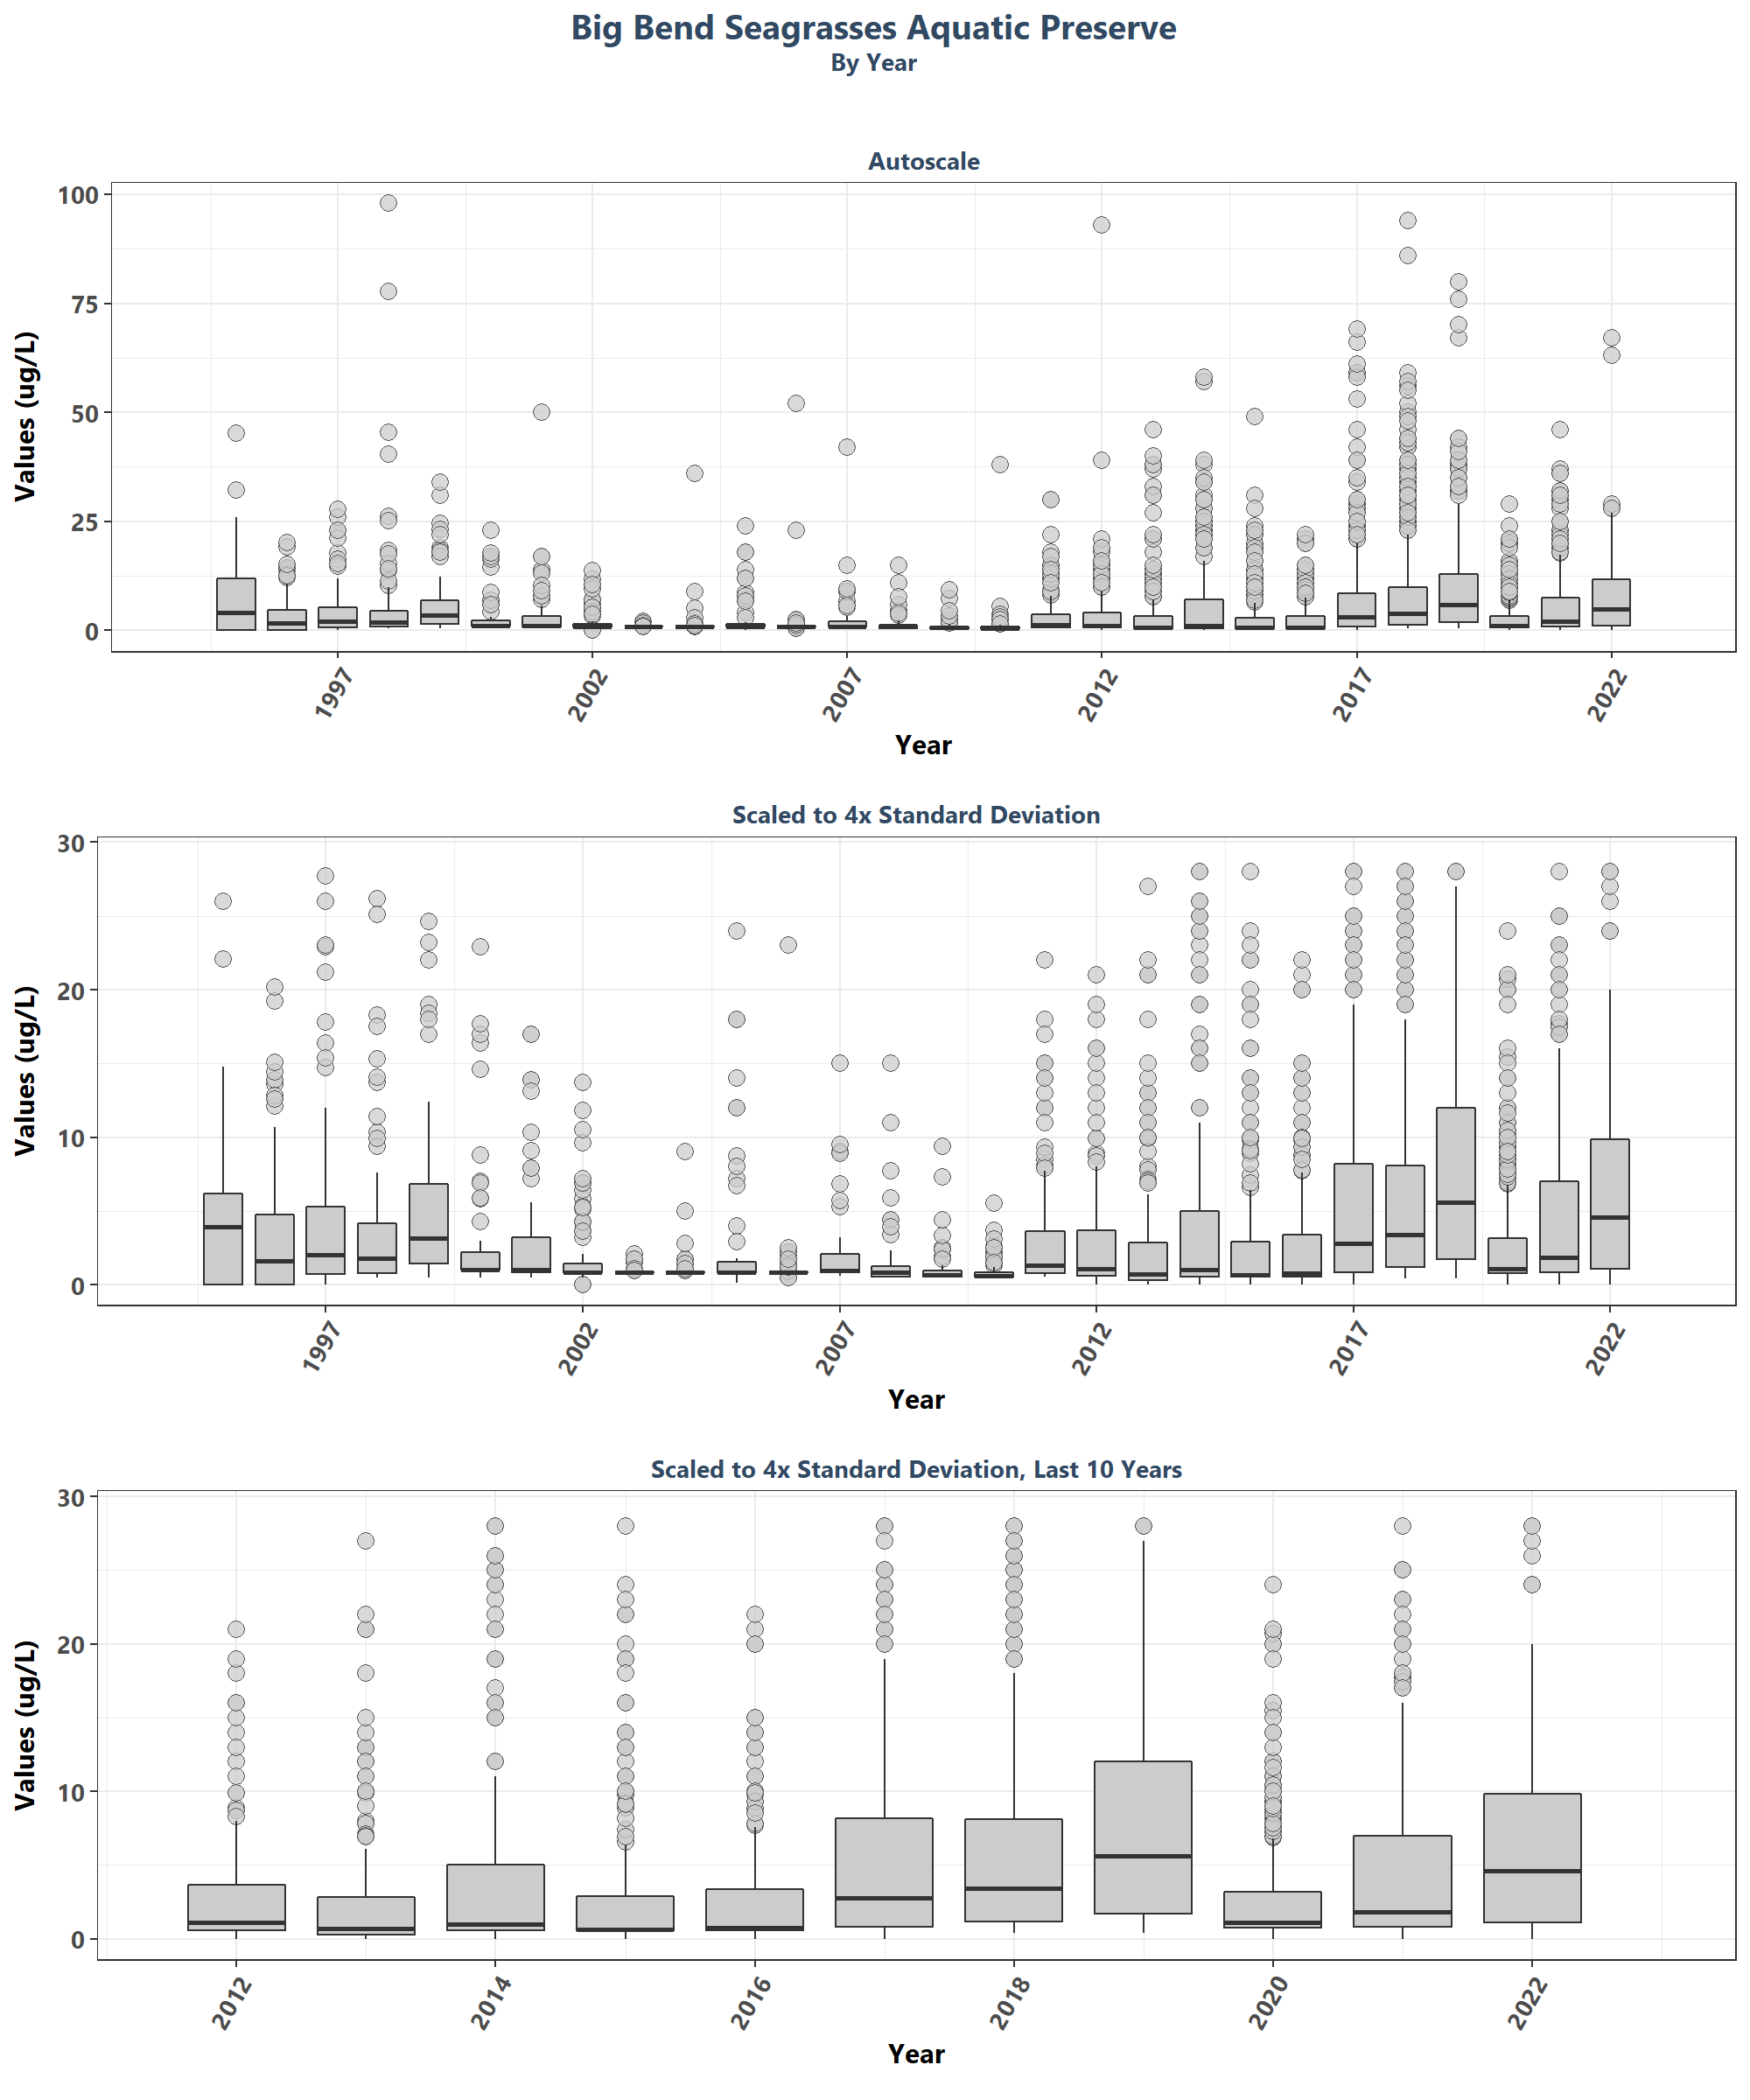 Big Bend Seagrasses Aquatic Preserve
By Year
Autoscale
Values (ug/L)
100
75
50
25
0
1997
2002
2007
2012
2017
2022
Year
Scaled to 4x Standard Deviation
Values (ug/L)
30
20
10
0
1997
2002
2007
2012
2017
2022
Year
Scaled to 4x Standard Deviation, Last 10 Years
Values (ug/L)
30
20
10
0
2012
2014
2016
2018
2020
2022
Year